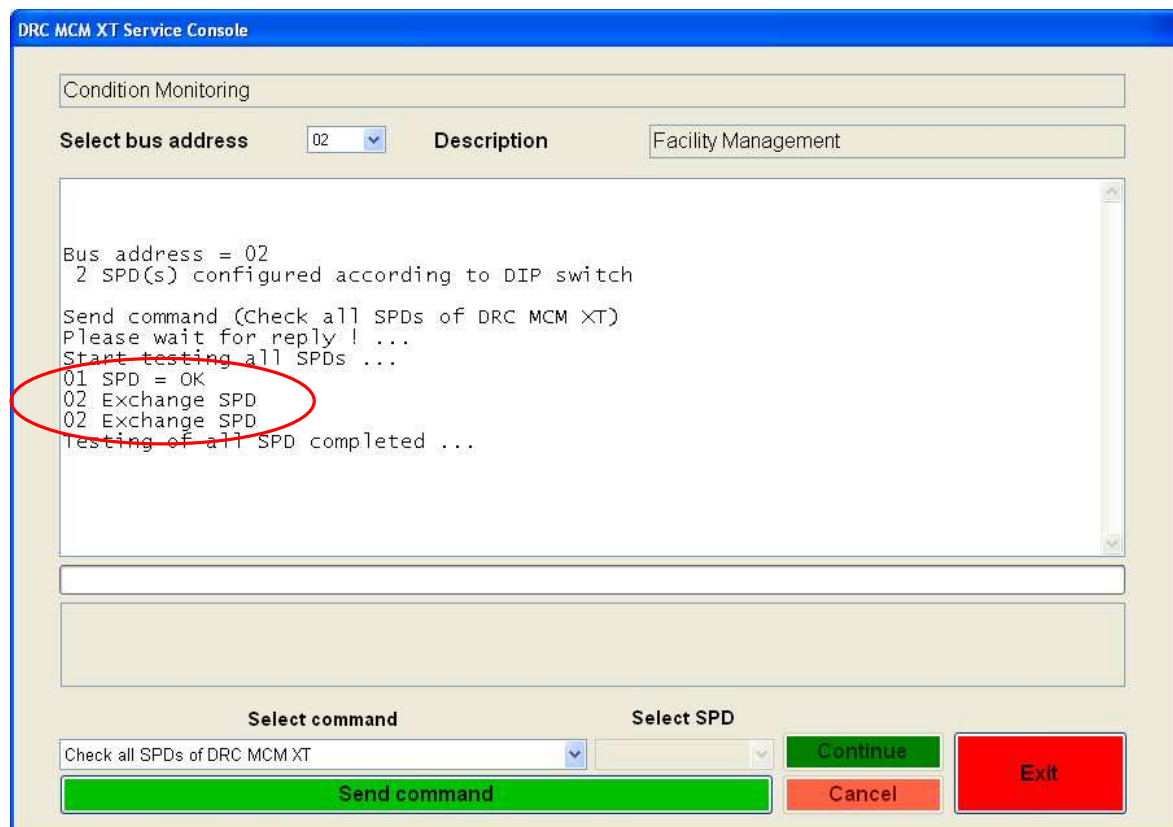 DRC MCM XT Service Console
Condition Monitoring
Select bus address 02 Description Facility Management
Bus address = 02
2 SPD(s) configured according to DIP switch
Send command (Check all SPDs of DRC MCM XT)
Please wait for reply ! ...
Start testing all SPDs ...
01 SPD = OK
02 Exchange SPD
02 Exchange SPD
Testing of all SPD completed ...
Select command Select SPD
Check all SPDs of DRC MCM XT
Continue
Exit
Send command
Cancel